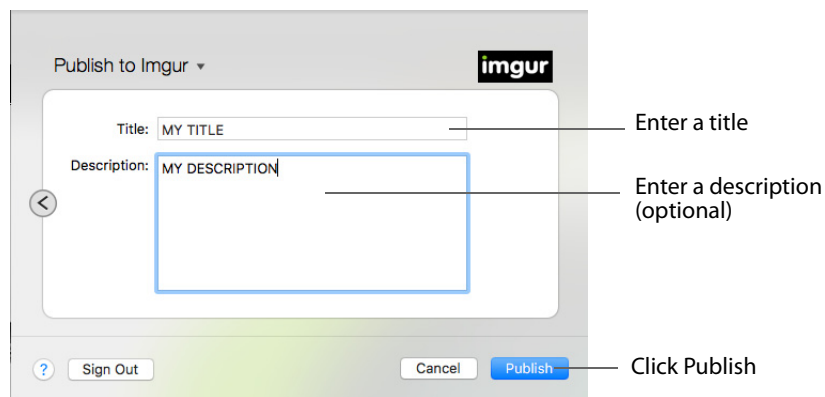 Publish to Imgur
imgur
Title: MY TITLE
Enter a title
Description: MY DESCRIPTION
Enter a description
(optional)
<
? Sign Out Cancel Publish
Click Publish